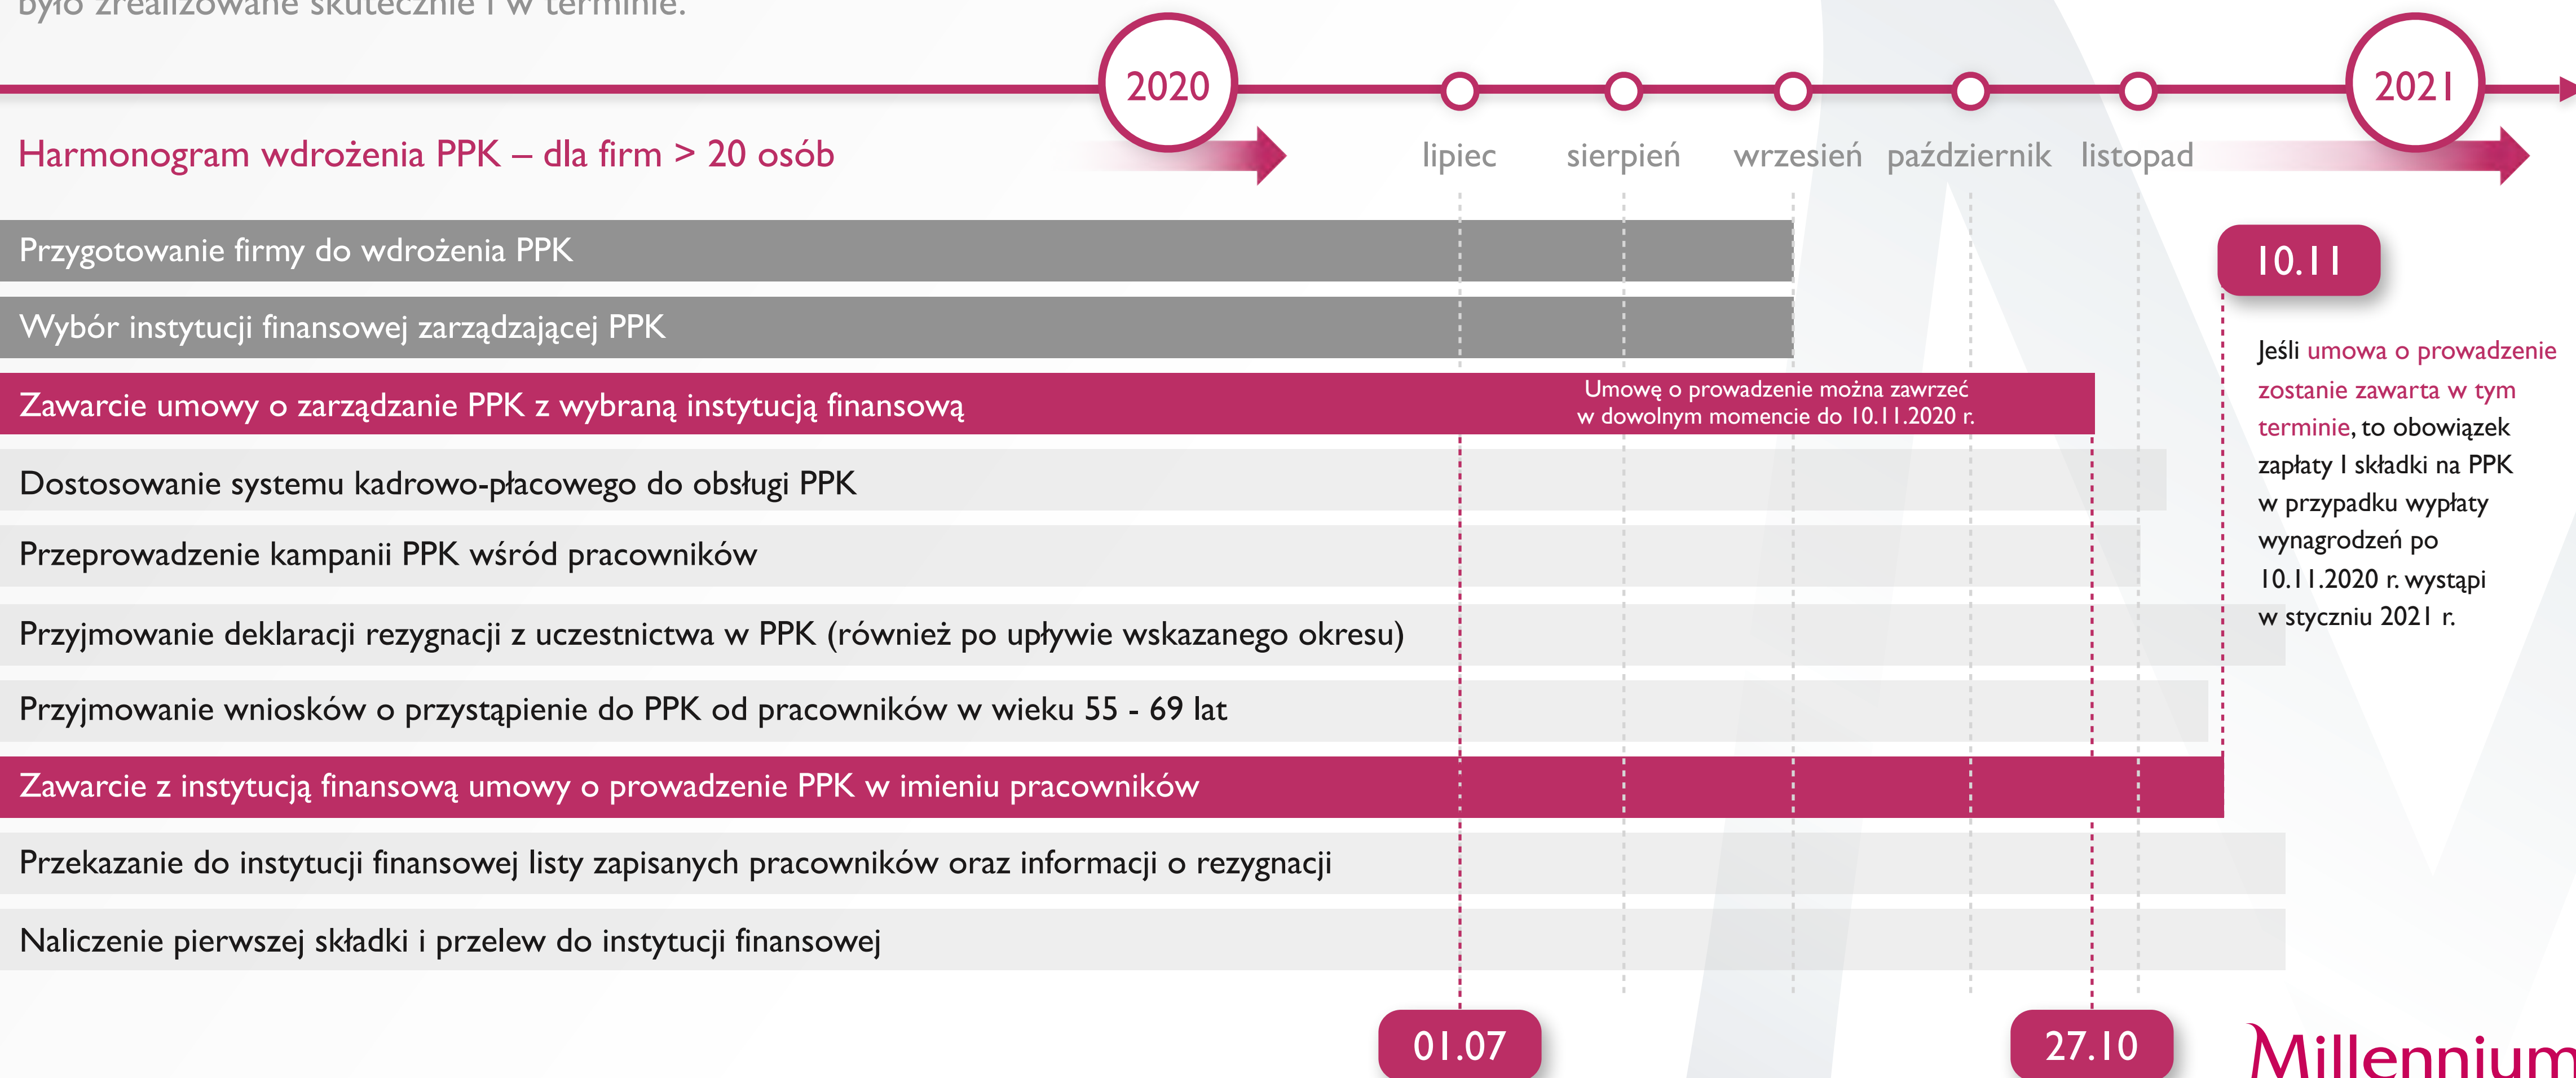 było zrealizowane skutecznie i w terminie.
2020
2021
Harmonogram wdrożenia PPK – dla firm > 20 osób
lipiec
sierpień
wrzesień
październik
listopad
Przygotowanie firmy do wdrożenia PPK
10.11
Wybór instytucji finansowej zarządzającej PPK
Zawarcie umowy o zarządzanie PPK z wybraną instytucją finansową
Umowę o prowadzenie można zawrzeć
w dowolnym momencie do 10.11.2020 r.
Jeśli umowa o prowadzenie
zostanie zawarta w tym
terminie, to obowiązek
zapłaty I składki na PPK
w przypadku wypłaty
wynagrodzeń po
10.11.2020 r. wystąpi
w styczniu 2021 r.
Dostosowanie systemu kadrowo-płacowego do obsługi PPK
Przeprowadzenie kampanii PPK wśród pracowników
Przyjmowanie deklaracji rezygnacji z uczestnictwa w PPK (również po upływie wskazanego okresu)
Przyjmowanie wniosków o przystąpienie do PPK od pracowników w wieku 55 - 69 lat
Zawarcie z instytucją finansową umowy o prowadzenie PPK w imieniu pracowników
Przekazanie do instytucji finansowej listy zapisanych pracowników oraz informacji o rezygnacji
Naliczenie pierwszej składki i przelew do instytucji finansowej
01.07
27.10
Millennium